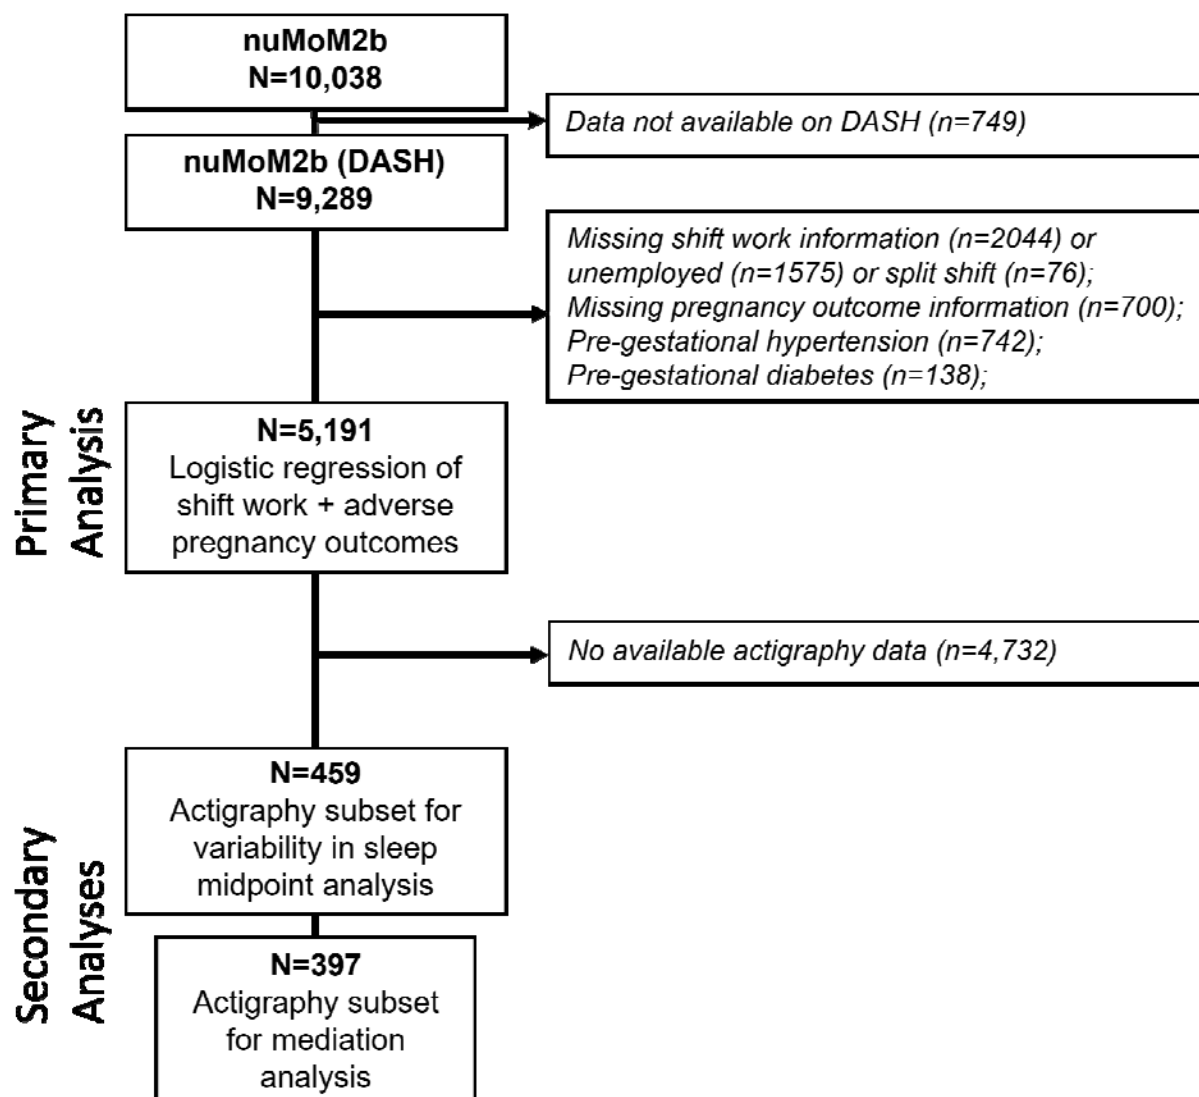 nuMoM2b
N=10,038
Data not available on DASH (n=749)
nuMoM2b (DASH)
N=9,289
Missing shift work information (n=2044) or
unemployed (n=1575) or split shift (n=76);
Missing pregnancy outcome information (n=700);
Pre-gestational hypertension (n=742);
Pre-gestational diabetes (n=138);
Primary
Analysis
N=5,191
Logistic regression of
shift work + adverse
pregnancy outcomes
No available actigraphy data (n=4,732)
Secondary
Analyses
N=459
Actigraphy subset for
variability in sleep
midpoint analysis
N=397
Actigraphy subset
for mediation
analysis